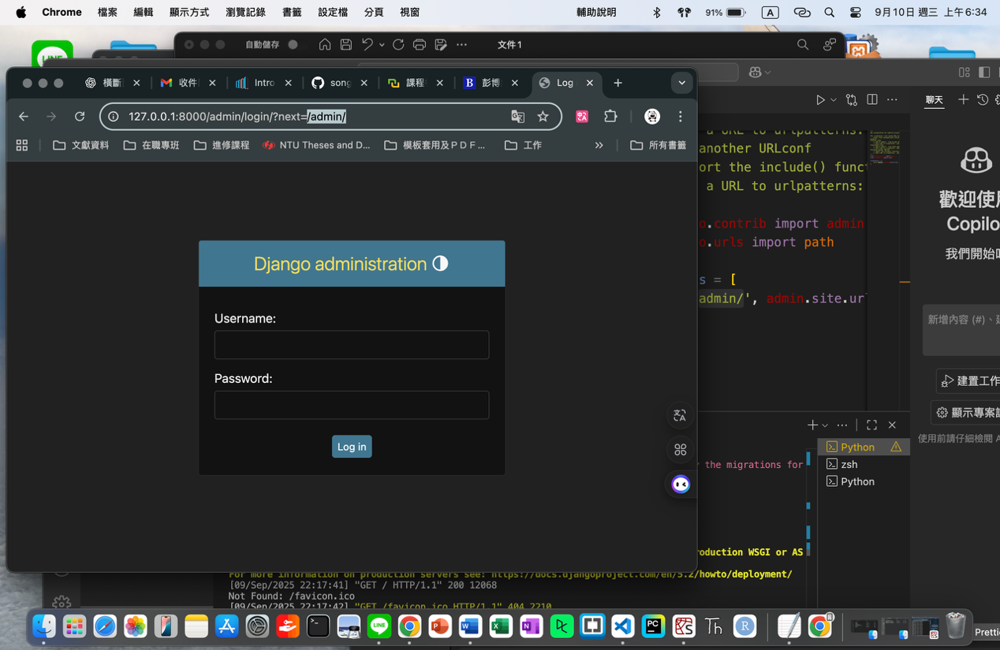 Chrome 檔案 編輯 顯示方式 瀏覽記錄 書籤 設定檔 分頁 視窗 輔助說明 91% A 9月10日 週三 上午6:34
自動儲存 文件1
橫斷 收件 Intro song 課程 B 彭博 Log
127.0.0.1:8000/admin/login/?next=/admin/
文獻資料 在職專班 進修課程 NTU Theses and D... 模板套用及ＰＤＦ... 工作 » 所有書籤
Django administration
Username:
Password:
Log in
聊天
a URL to urlpatterns:
another URLconf
ort the include() funct
a URL to urlpatterns:
o.contrib import admin
o.urls import path
s = [
admin/', admin.site.url
歡迎使用
Copilo
我們開始
新增內容 (#)、
建置工作
顯示專案
使用前請仔細檢閱 A
Python
zsh
Python
the migrations for
roduction WSGI or AS
For more information on production servers see: https://docs.djangoproject.com/en/5.2/howto/deployment/
[09/Sep/2025 22:17:41] "GET / HTTP/1.1" 200 12068
Not Found: /favicon.ico
[09/Sep/2025 22:17:42] "GET /favicon.ico HTTP/1.1" 404 2210
LINE
PC
Th
R
Pretti